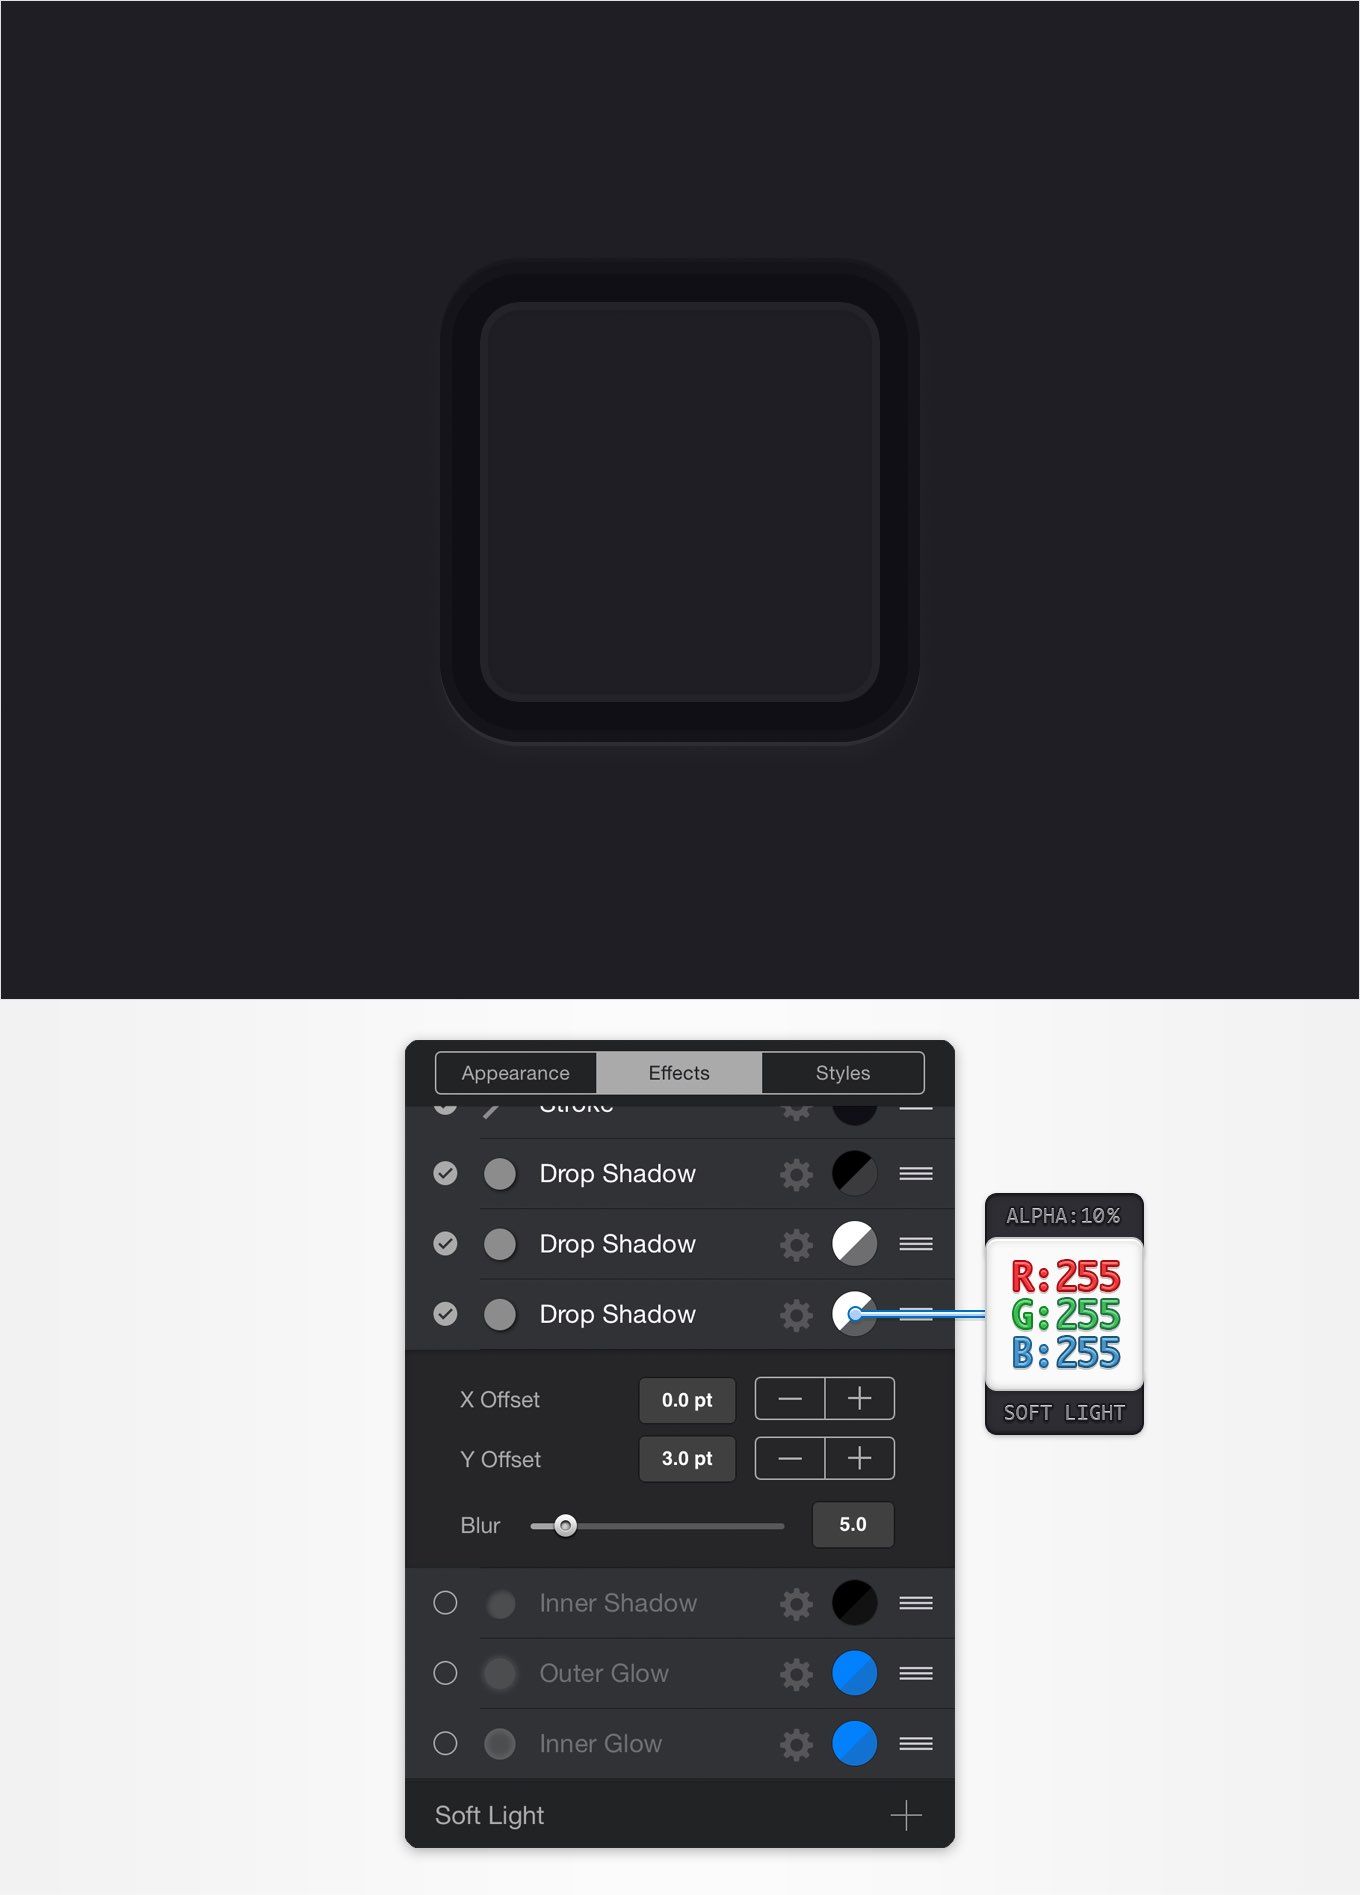 Appearance Effects Styles
Stroke
Drop Shadow
Drop Shadow
Drop Shadow
X Offset 0.0 pt
Y Offset 3.0 pt
Blur 5.0
Inner Shadow
Outer Glow
Inner Glow
Soft Light
ALPHA:10%
R:255
G:255
B:255
SOFT LIGHT